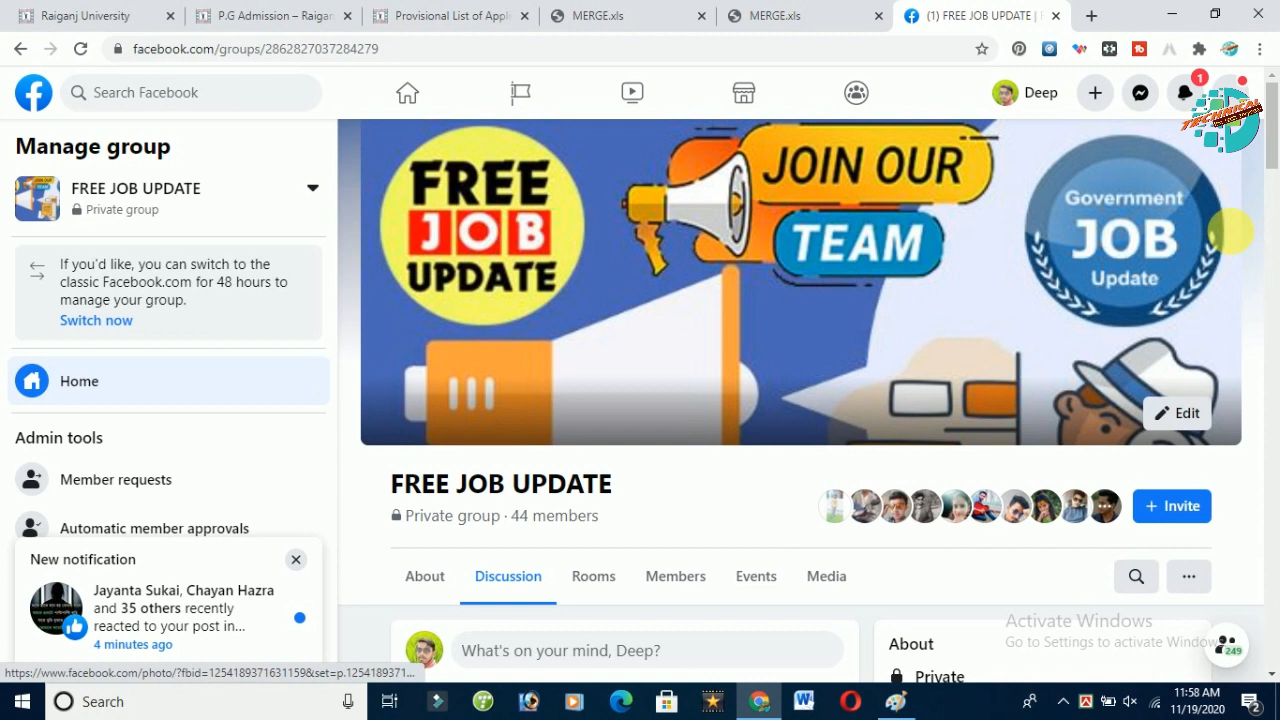 Raiganj University
P.G Admission – Raigan
Provisional List of Appli
MERGE.xls
MERGE.xls
(1) FREE JOB UPDATE |
facebook.com/groups/2862827037284279
Search Facebook
Deep
1
Manage group
FREE JOB UPDATE
Private group
If you'd like, you can switch to the
classic Facebook.com for 48 hours to
manage your group.
Switch now
Home
Admin tools
Member requests
Automatic member approvals
New notification
Jayanta Sukai, Chayan Hazra
and 35 others recently
reacted to your post in...
4 minutes ago
FREE
JOB
UPDATE
JOIN OUR
TEAM
Government
JOB
Update
Edit
FREE JOB UPDATE
Private group · 44 members
+ Invite
About
Discussion
Rooms
Members
Events
Media
What's on your mind, Deep?
About
Private
Activate Windows
Go to Settings to activate Window
249
https://www.facebook.com/photo/?fbid=1254189371631159&set=p.1254189371...
Search
11:58 AM
11/19/2020
2